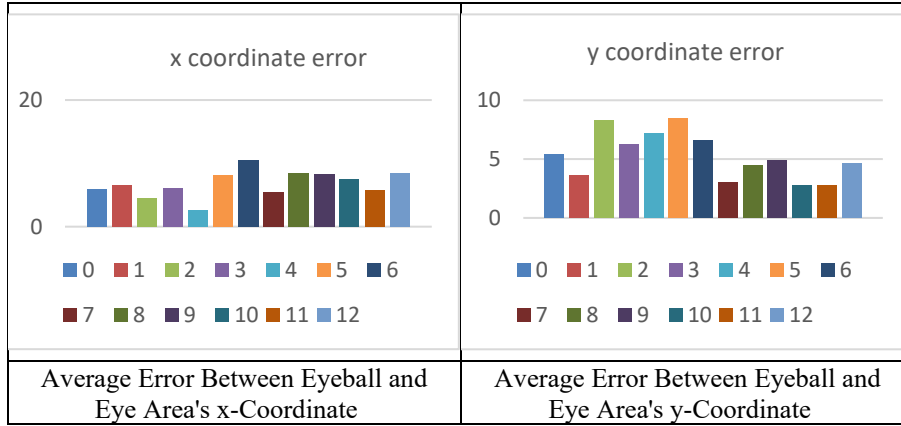 x coordinate error
20
0
0 1 2 3 4 5 6
7 8 9 10 11 12
y coordinate error
10
5
0
0 1 2 3 4 5 6
7 8 9 10 11 12
Average Error Between Eyeball and
Eye Area's x-Coordinate
Average Error Between Eyeball and
Eye Area's y-Coordinate